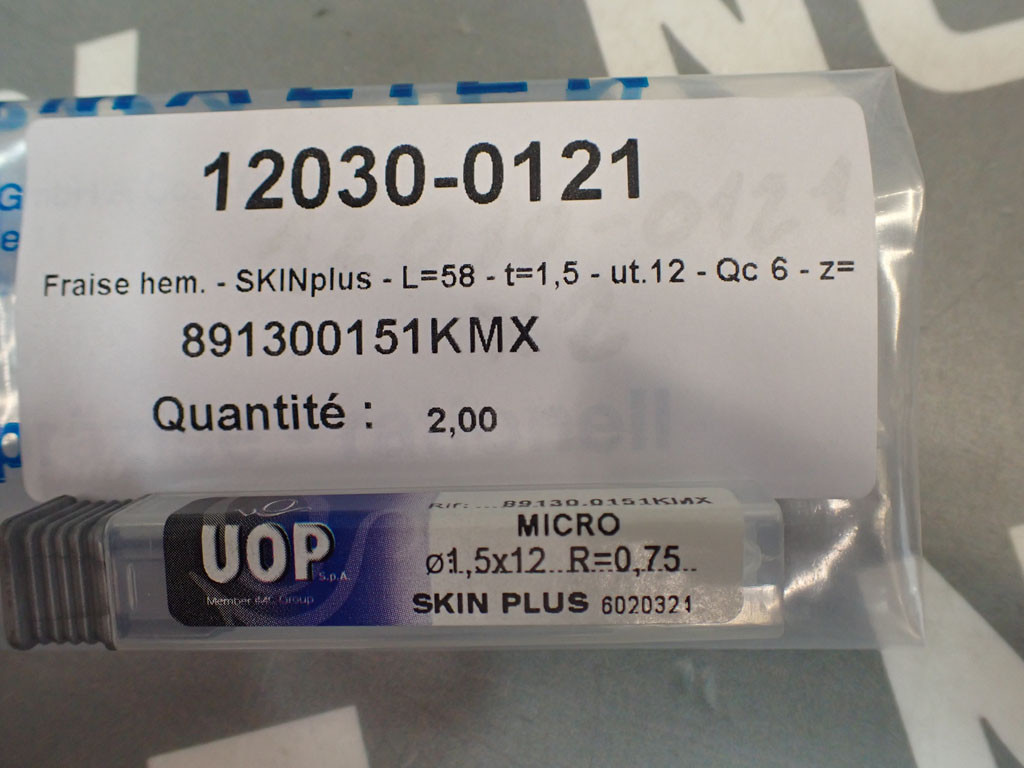 12030-0121
Fraise hem. - SKINplus - L=58 - t=1,5 - ut.12 - Qc 6 - z=
891300151KMX
Quantité : 2,00
UOP
S.p.A.
Member IMC Group
Rif: ... 89130.0151KMX
MICRO
ø1,5x12..R=0,75..
SKIN PLUS 6020321